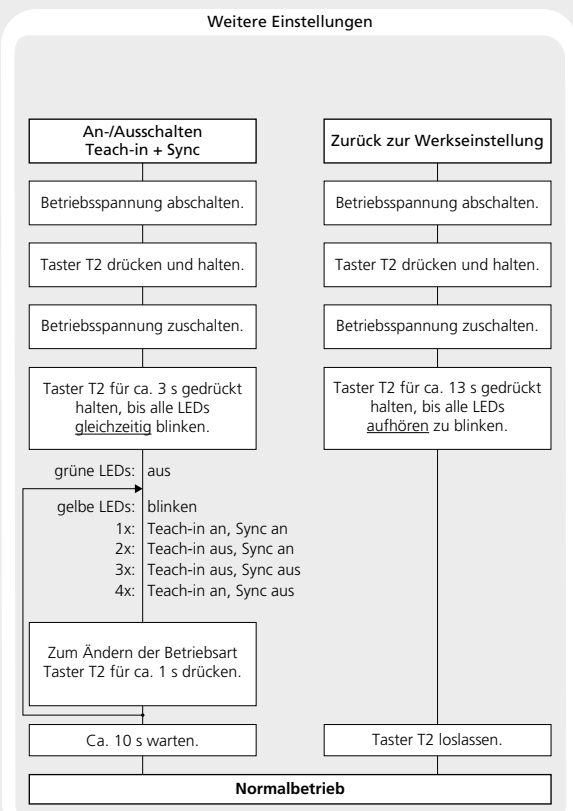 Weitere Einstellungen
An-/Ausschalten
Teach-in + Sync
Betriebsspannung abschalten.
Taster T2 drücken und halten.
Betriebsspannung zuschalten.
Taster T2 für ca. 3 s gedrückt
halten, bis alle LEDs
gleichzeitig blinken.
grüne LEDs: aus
gelbe LEDs: blinken
1x: Teach-in an, Sync an
2x: Teach-in aus, Sync an
3x: Teach-in aus, Sync aus
4x: Teach-in an, Sync aus
Zum Ändern der Betriebsart
Taster T2 für ca. 1 s drücken.
Ca. 10 s warten.
Zurück zur Werkseinstellung
Betriebsspannung abschalten.
Taster T2 drücken und halten.
Betriebsspannung zuschalten.
Taster T2 für ca. 13 s gedrückt
halten, bis alle LEDs
aufhören zu blinken.
Taster T2 loslassen.
Normalbetrieb